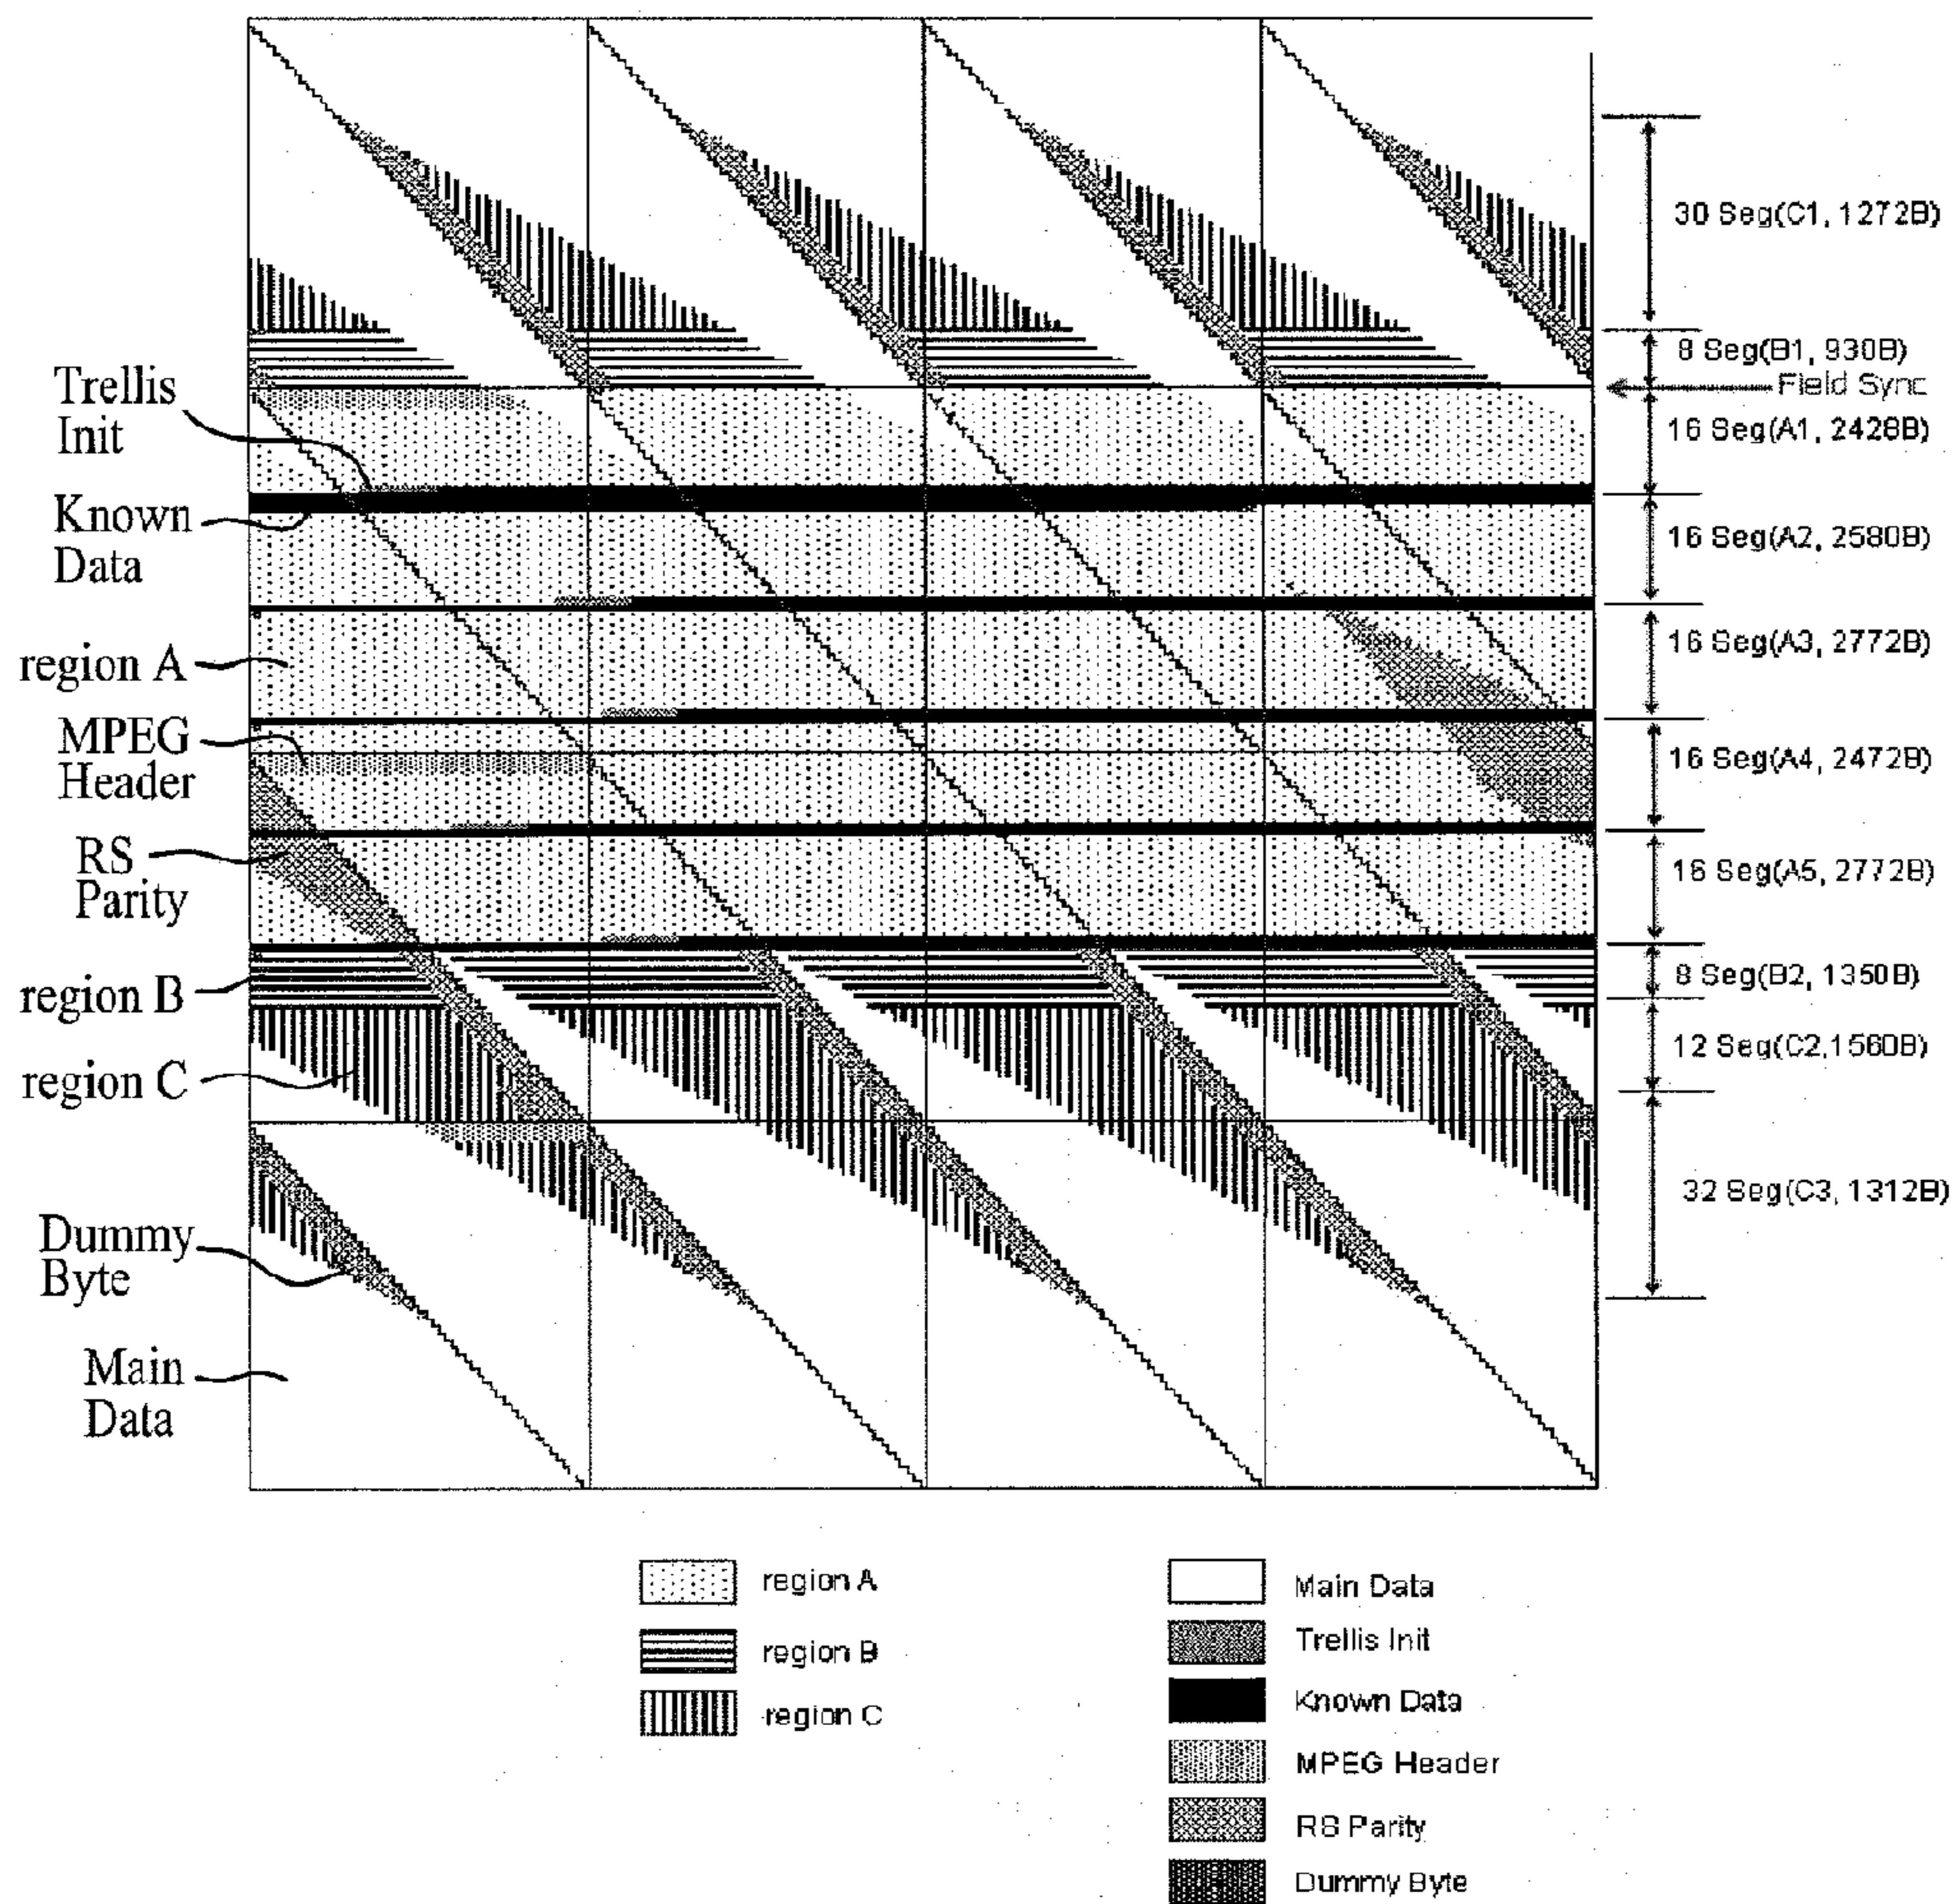 30 Seg(C1, 1272B)
8 Seg(B1, 930B)
Field Sync
16 Seg(A1, 2428B)
16 Seg(A2, 2580B)
16 Seg(A3, 2772B)
16 Seg(A4, 2472B)
16 Seg(A5, 2772B)
8 Seg(B2, 1350B)
12 Seg(C2,1560B)
32 Seg(C3, 1312B)
Trellis
Init
Known
Data
region A
MPEG
Header
RS
Parity
region B
region C
Dummy
Byte
Main
Data
region A
region B
region C
Main Data
Trellis Init
Known Data
MPEG Header
RS Parity
Dummy Byte